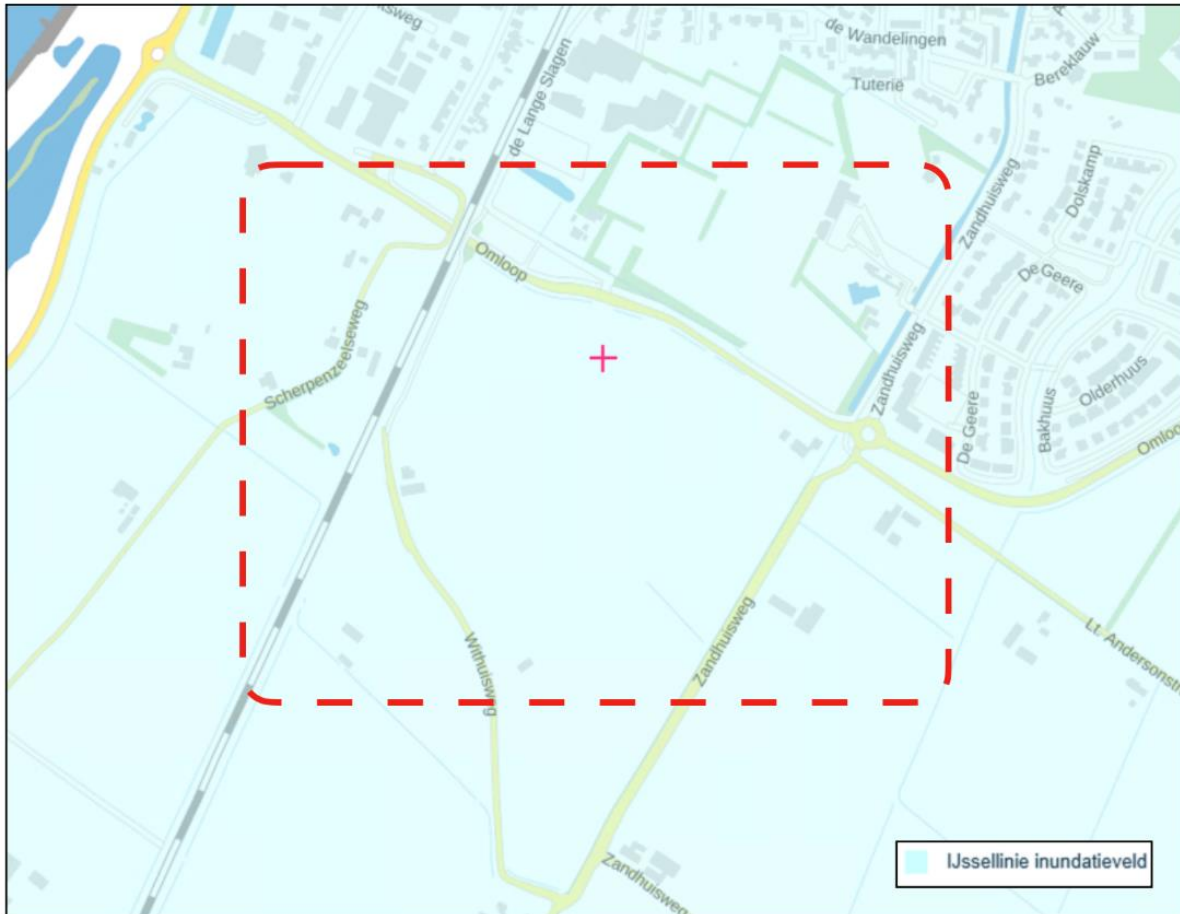 de Wandelingen
Bereklauw
Tuterie
de Lange Slagen
Zandhuisweg
Dolskamp
Omloop
De Geere
Scherpenzeelseweg
Zandhuisweg
Olderhuus
Bakhuus
De Geere
Omloop
Zandhuisweg
Withuisweg
Lt. Andersonstr
IJssellinie inundatieveld
Zandhuisweg